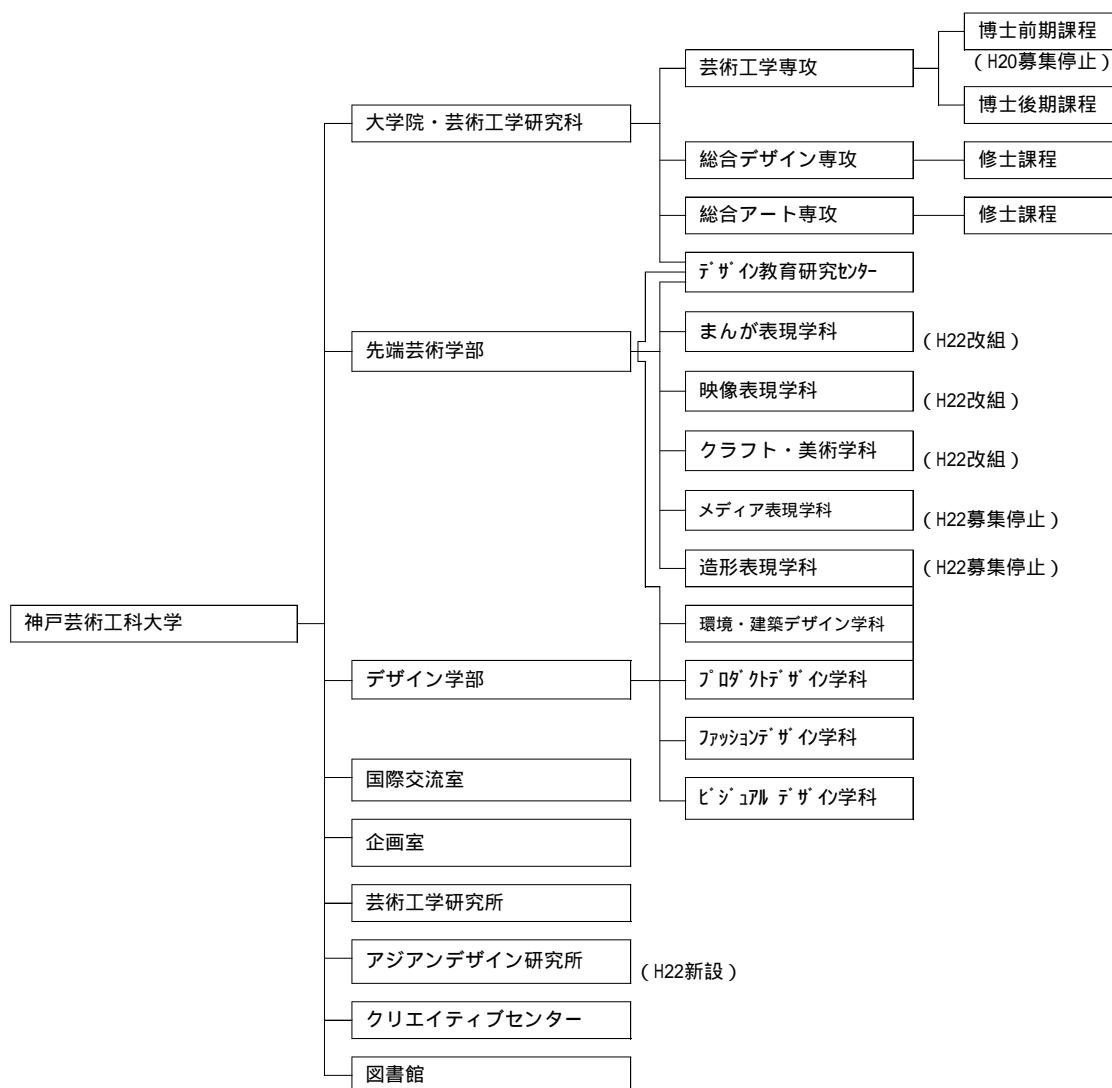 博士前期課程
芸術工学専攻
（H20募集停止）
博士後期課程
大学院・芸術工学研究科
総合デザイン専攻
修士課程
総合アート専攻
修士課程
ﾃﾞｻﾞｲﾝ教育研究ｾﾝﾀｰ
先端芸術学部
まんが表現学科
（H22改組）
映像表現学科
（H22改組）
クラフト・美術学科
（H22改組）
メディア表現学科
（H22募集停止）
造形表現学科
（H22募集停止）
神戸芸術工科大学
環境・建築デザイン学科
デザイン学部
ﾌﾟﾛﾀﾞｸﾄﾃﾞｻﾞｲﾝ学科
ﾌｧｯｼｮﾝﾃﾞｻﾞｲﾝ学科
国際交流室
ﾋﾞｼﾞｭｱﾙ ﾃﾞｻﾞｲﾝ学科
企画室
芸術工学研究所
アジアンデザイン研究所
（H22新設）
クリエイティブセンター
図書館